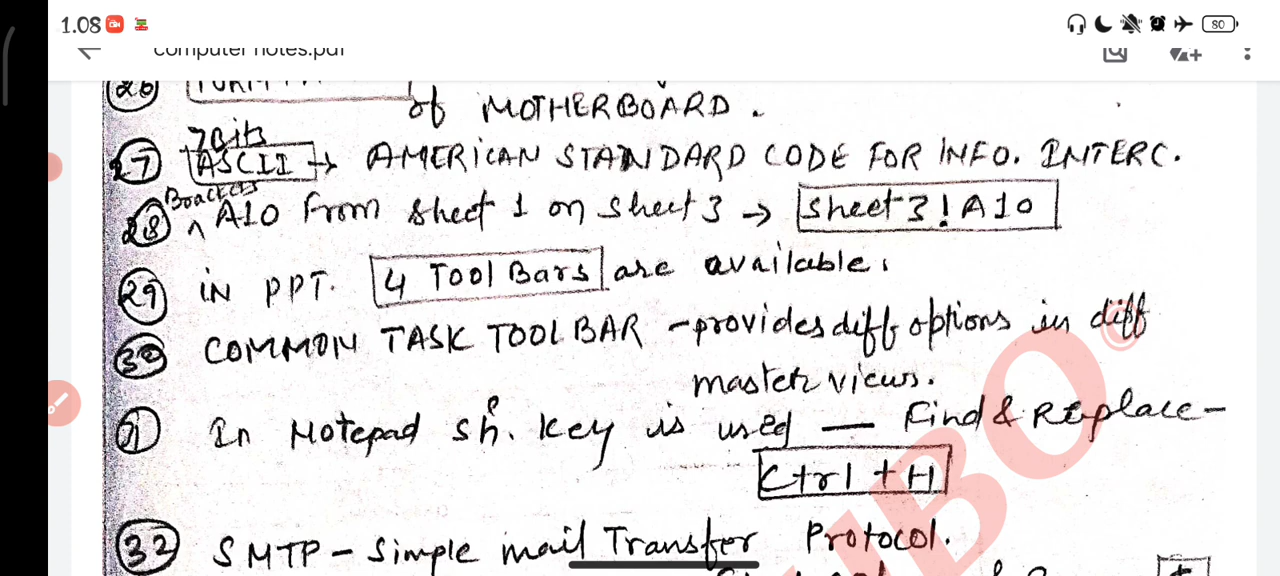 1.08
80
computer notes.pdf
26
of MOTHERBOARD.
7Bits
27 ASCII → AMERICAN STANDARD CODE FOR INFO. INTERC.
Brackets
28 ^ A10 from sheet 1 on sheet 3 → Sheet3!A10
29 in PPT. 4 Tool Bars are available.
30 COMMON TASK TOOLBAR - provides diff options in diff
master views.
In Notepad sh. key is used — Find & Replace -
Ctrl + H
32 SMTP - Simple mail Transfer Protocol.